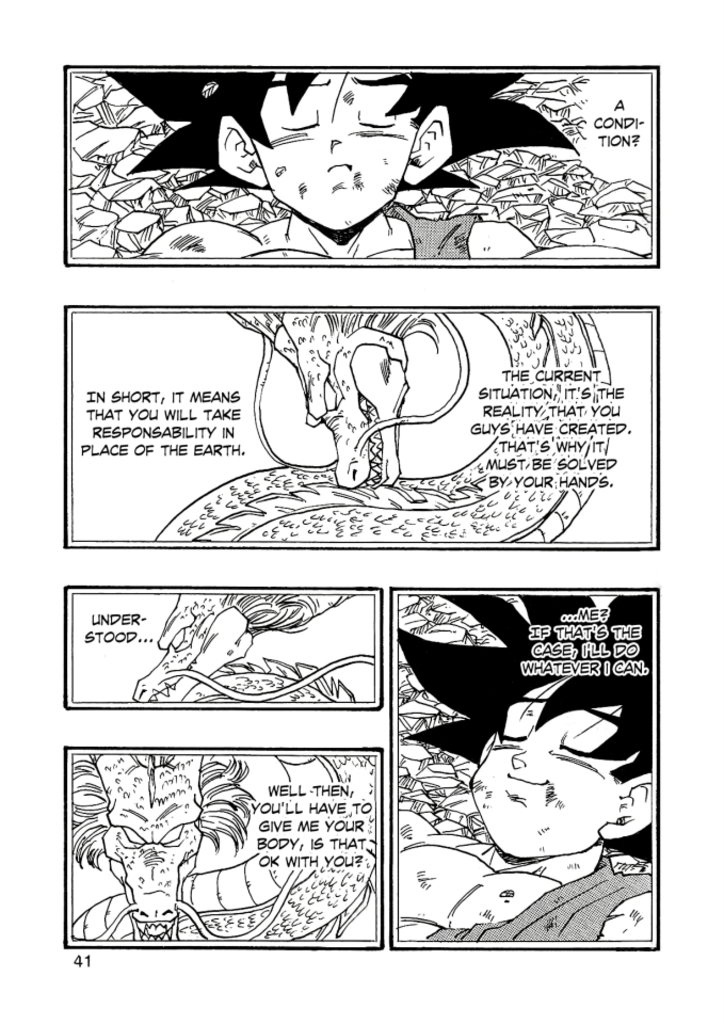 A
CONDI-
TION?
THE CURRENT
SITUATION, IT'S THE
REALITY THAT YOU
GUYS HAVE CREATED.
THAT'S WHY IT
MUST BE SOLVED
BY YOUR HANDS.
IN SHORT, IT MEANS
THAT YOU WILL TAKE
RESPONSABILITY IN
PLACE OF THE EARTH.
...ME?
IF THAT'S THE
CASE, I'LL DO
WHATEVER I CAN.
UNDER-
STOOD...
WELL THEN,
YOU'LL HAVE TO
GIVE ME YOUR
BODY, IS THAT
OK WITH YOU?
41